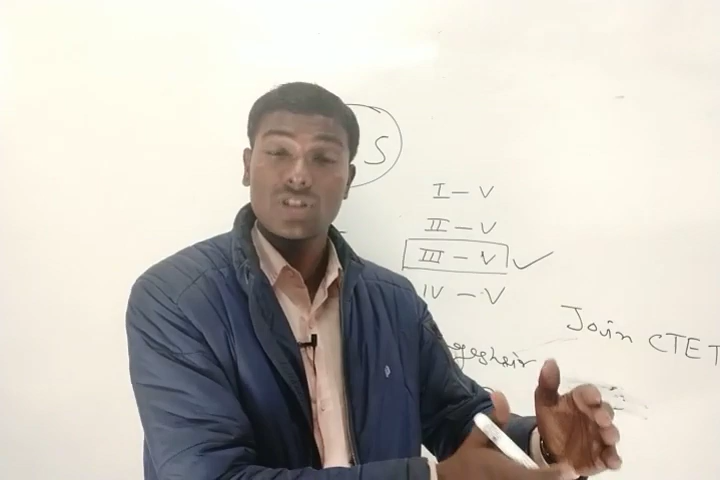 S
I - V
II - V
III - V ✓
IV - V
Join CTET